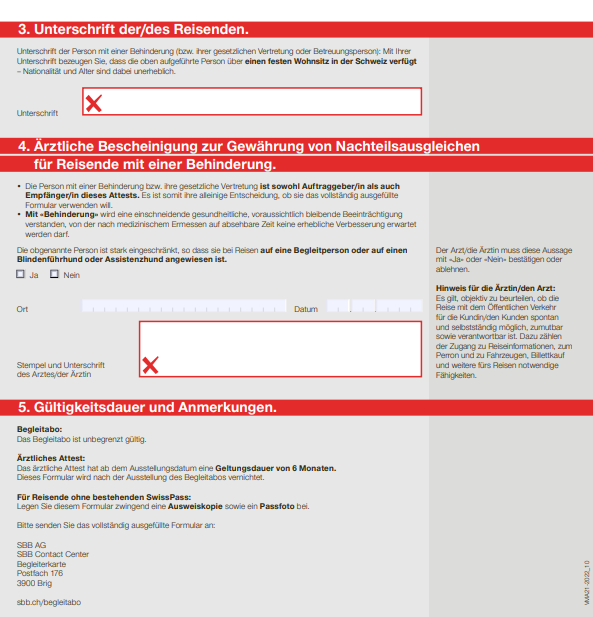 3. Unterschrift der/des Reisenden.
Unterschrift der Person mit einer Behinderung (bzw. ihrer gesetzlichen Vertretung oder Betreuungsperson): Mit Ihrer
Unterschrift bezeugen Sie, dass die oben aufgeführte Person über einen festen Wohnsitz in der Schweiz verfügt
– Nationalität und Alter sind dabei unerheblich.
Unterschrift
4. Ärztliche Bescheinigung zur Gewährung von Nachteilsausgleichen
für Reisende mit einer Behinderung.
• Die Person mit einer Behinderung bzw. ihre gesetzliche Vertretung ist sowohl Auftraggeber/in als auch
Empfänger/in dieses Attests. Es ist somit ihre alleinige Entscheidung, ob sie das vollständig ausgefüllte
Formular verwenden will.
• Mit «Behinderung» wird eine einschneidende gesundheitliche, voraussichtlich bleibende Beeinträchtigung
verstanden, von der nach medizinischem Ermessen auf absehbare Zeit keine erhebliche Verbesserung erwartet
werden darf.
Die obgenannte Person ist stark eingeschränkt, so dass sie bei Reisen auf eine Begleitperson oder auf einen
Blindenführhund oder Assistenzhund angewiesen ist.
Ja Nein
Ort Datum
Stempel und Unterschrift
des Arztes/der Ärztin
Der Arzt/die Ärztin muss diese Aussage
mit «Ja» oder «Nein» bestätigen oder
ablehnen.
Hinweis für die Ärztin/den Arzt:
Es gilt, objektiv zu beurteilen, ob die
Reise mit dem Öffentlichen Verkehr
für die Kundin/den Kunden spontan
und selbstständig möglich, zumutbar
sowie verantwortbar ist. Dazu zählen
der Zugang zu Reiseinformationen, zum
Perron und zu Fahrzeugen, Billettkauf
und weitere fürs Reisen notwendige
Fähigkeiten.
5. Gültigkeitsdauer und Anmerkungen.
Begleitabo:
Das Begleitabo ist unbegrenzt gültig.
Ärztliches Attest:
Das ärztliche Attest hat ab dem Ausstellungsdatum eine Geltungsdauer von 6 Monaten.
Dieses Formular wird nach der Ausstellung des Begleitabos vernichtet.
Für Reisende ohne bestehenden SwissPass:
Legen Sie diesem Formular zwingend eine Ausweiskopie sowie ein Passfoto bei.
Bitte senden Sie das vollständig ausgefüllte Formular an:
SBB AG
SBB Contact Center
Begleiterkarte
Postfach 176
3900 Brig
sbb.ch/begleitabo
VMA21-2022_10